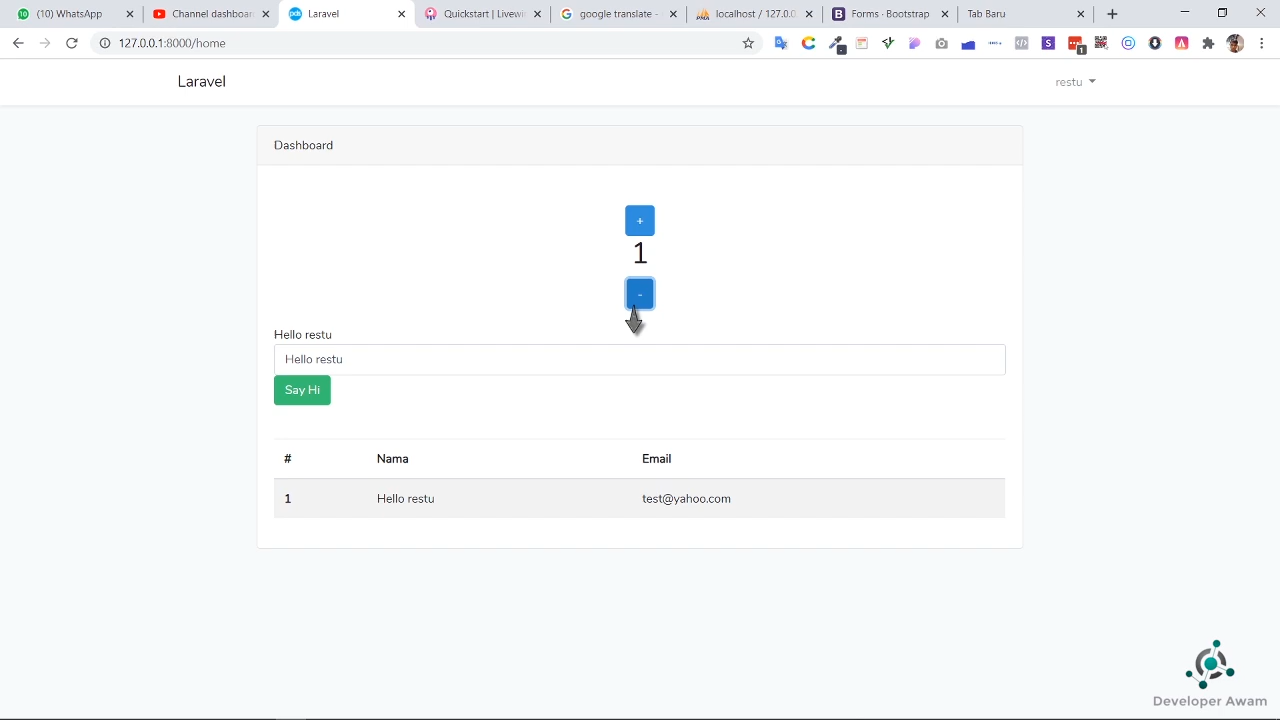 (10) WhatsApp
Channel dashboar
Laravel
Quickstart | Livewi
google translate -
localhost / 127.0.0
Forms · Bootstrap
Tab Baru
127.0.0.1:8000/home
Laravel
restu
Dashboard
+
1
-
Hello restu
Hello restu
Say Hi
# Nama Email
1 Hello restu test@yahoo.com
Developer Awam